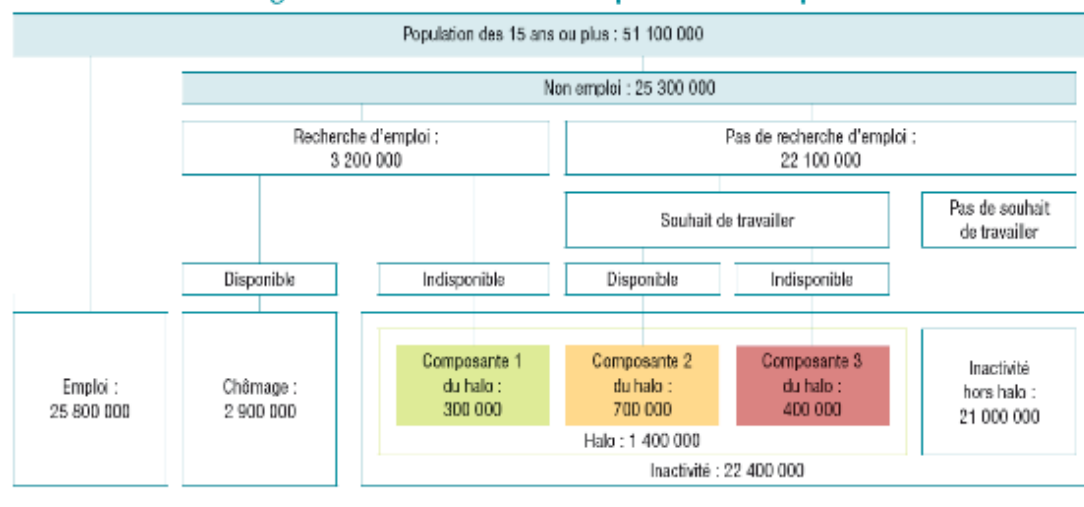 Population des 15 ans ou plus : 51 100 000
Non emploi : 25 300 000
Recherche d'emploi :
3 200 000
Pas de recherche d'emploi :
22 100 000
Souhait de travailler
Pas de souhait
de travailler
Disponible
Indisponible
Disponible
Indisponible
Emploi :
25 800 000
Chômage :
2 900 000
Composante 1
du halo :
300 000
Composante 2
du halo :
700 000
Composante 3
du halo :
400 000
Inactivité
hors halo :
21 000 000
Halo : 1 400 000
Inactivité : 22 400 000